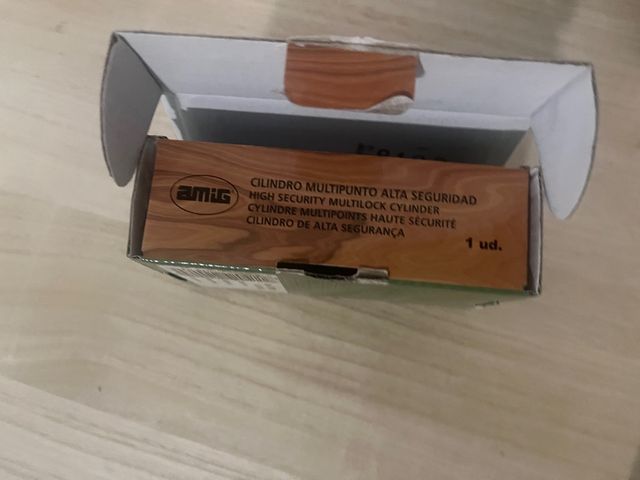 amiG
CILINDRO MULTIPUNTO ALTA SEGURIDAD
HIGH SECURITY MULTILOCK CYLINDER
CYLINDRE MULTIPOINTS HAUTE SÉCURITÉ
CILINDRO DE ALTA SEGURANÇA
1 ud.